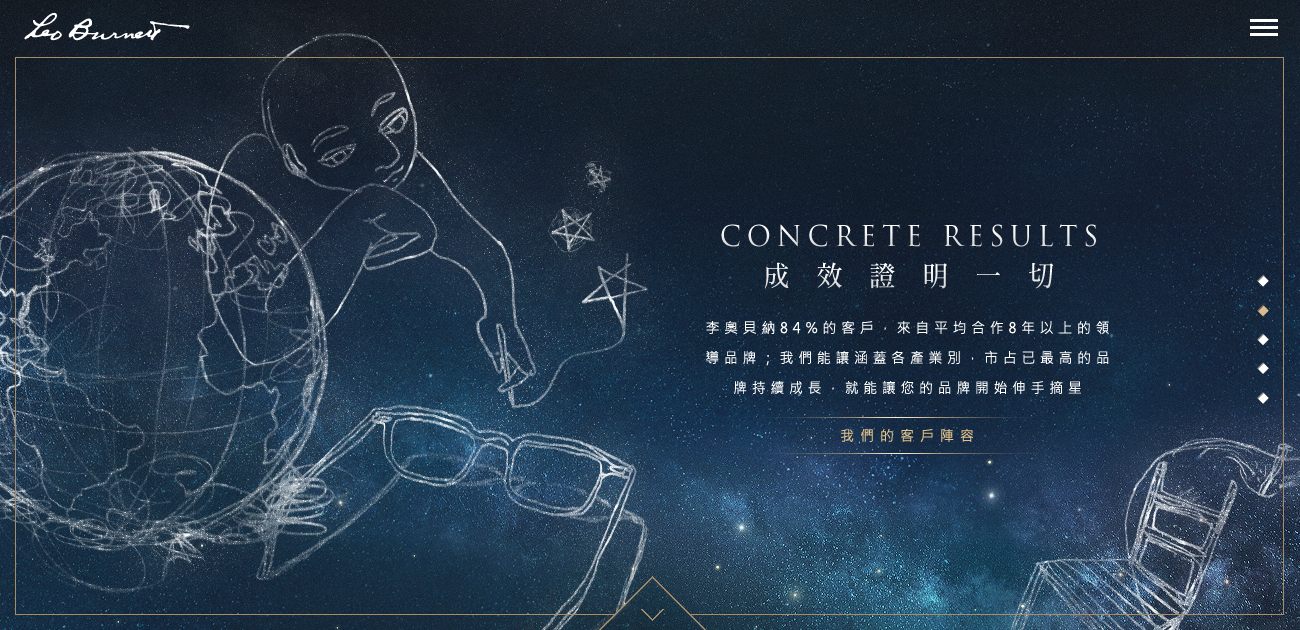 Leo Burnett
CONCRETE RESULTS
成效證明一切
李奧貝納84%的客戶，來自平均合作8年以上的領
導品牌；我們能讓涵蓋各產業別，市占已最高的品
牌持續成長，就能讓您的品牌開始伸手摘星
我們的客戶陣容